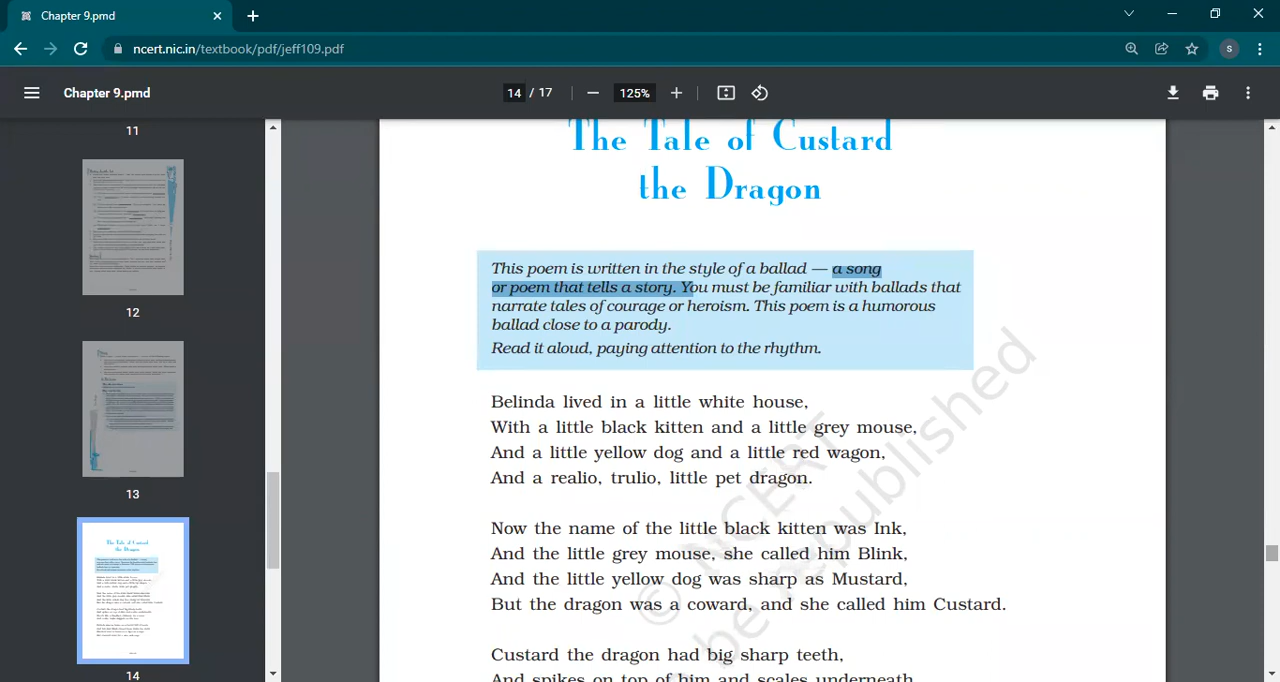 Chapter 9.pmd
ncert.nic.in/textbook/pdf/jeff109.pdf
S
Chapter 9.pmd
14 / 17
125%
11
12
13
14
The Tale of Custard
the Dragon
This poem is written in the style of a ballad — a song
or poem that tells a story. You must be familiar with ballads that
narrate tales of courage or heroism. This poem is a humorous
ballad close to a parody.
Read it aloud, paying attention to the rhythm.
Belinda lived in a little white house,
With a little black kitten and a little grey mouse,
And a little yellow dog and a little red wagon,
And a realio, trulio, little pet dragon.
Now the name of the little black kitten was Ink,
And the little grey mouse, she called him Blink,
And the little yellow dog was sharp as Mustard,
But the dragon was a coward, and she called him Custard.
Custard the dragon had big sharp teeth,
And spikes on top of him and scales underneath,
© NCERT
be republished